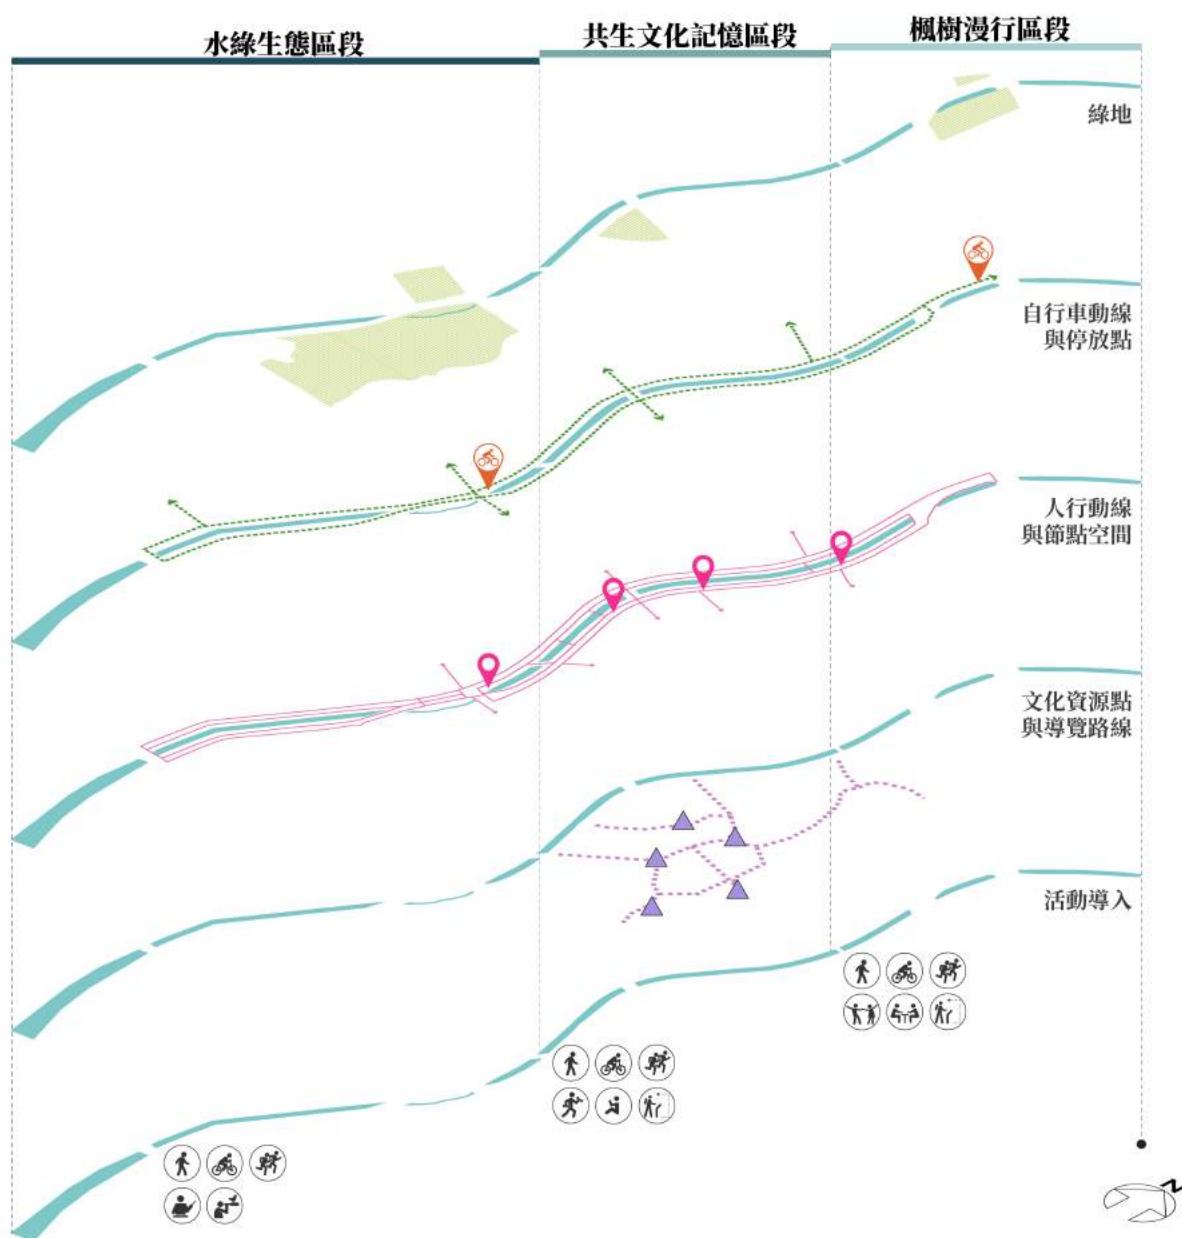 水綠生態區段
共生文化記憶區段
楓樹漫行區段
綠地
自行車動線
與停放點
人行動線
與節點空間
文化資源點
與導覽路線
活動導入